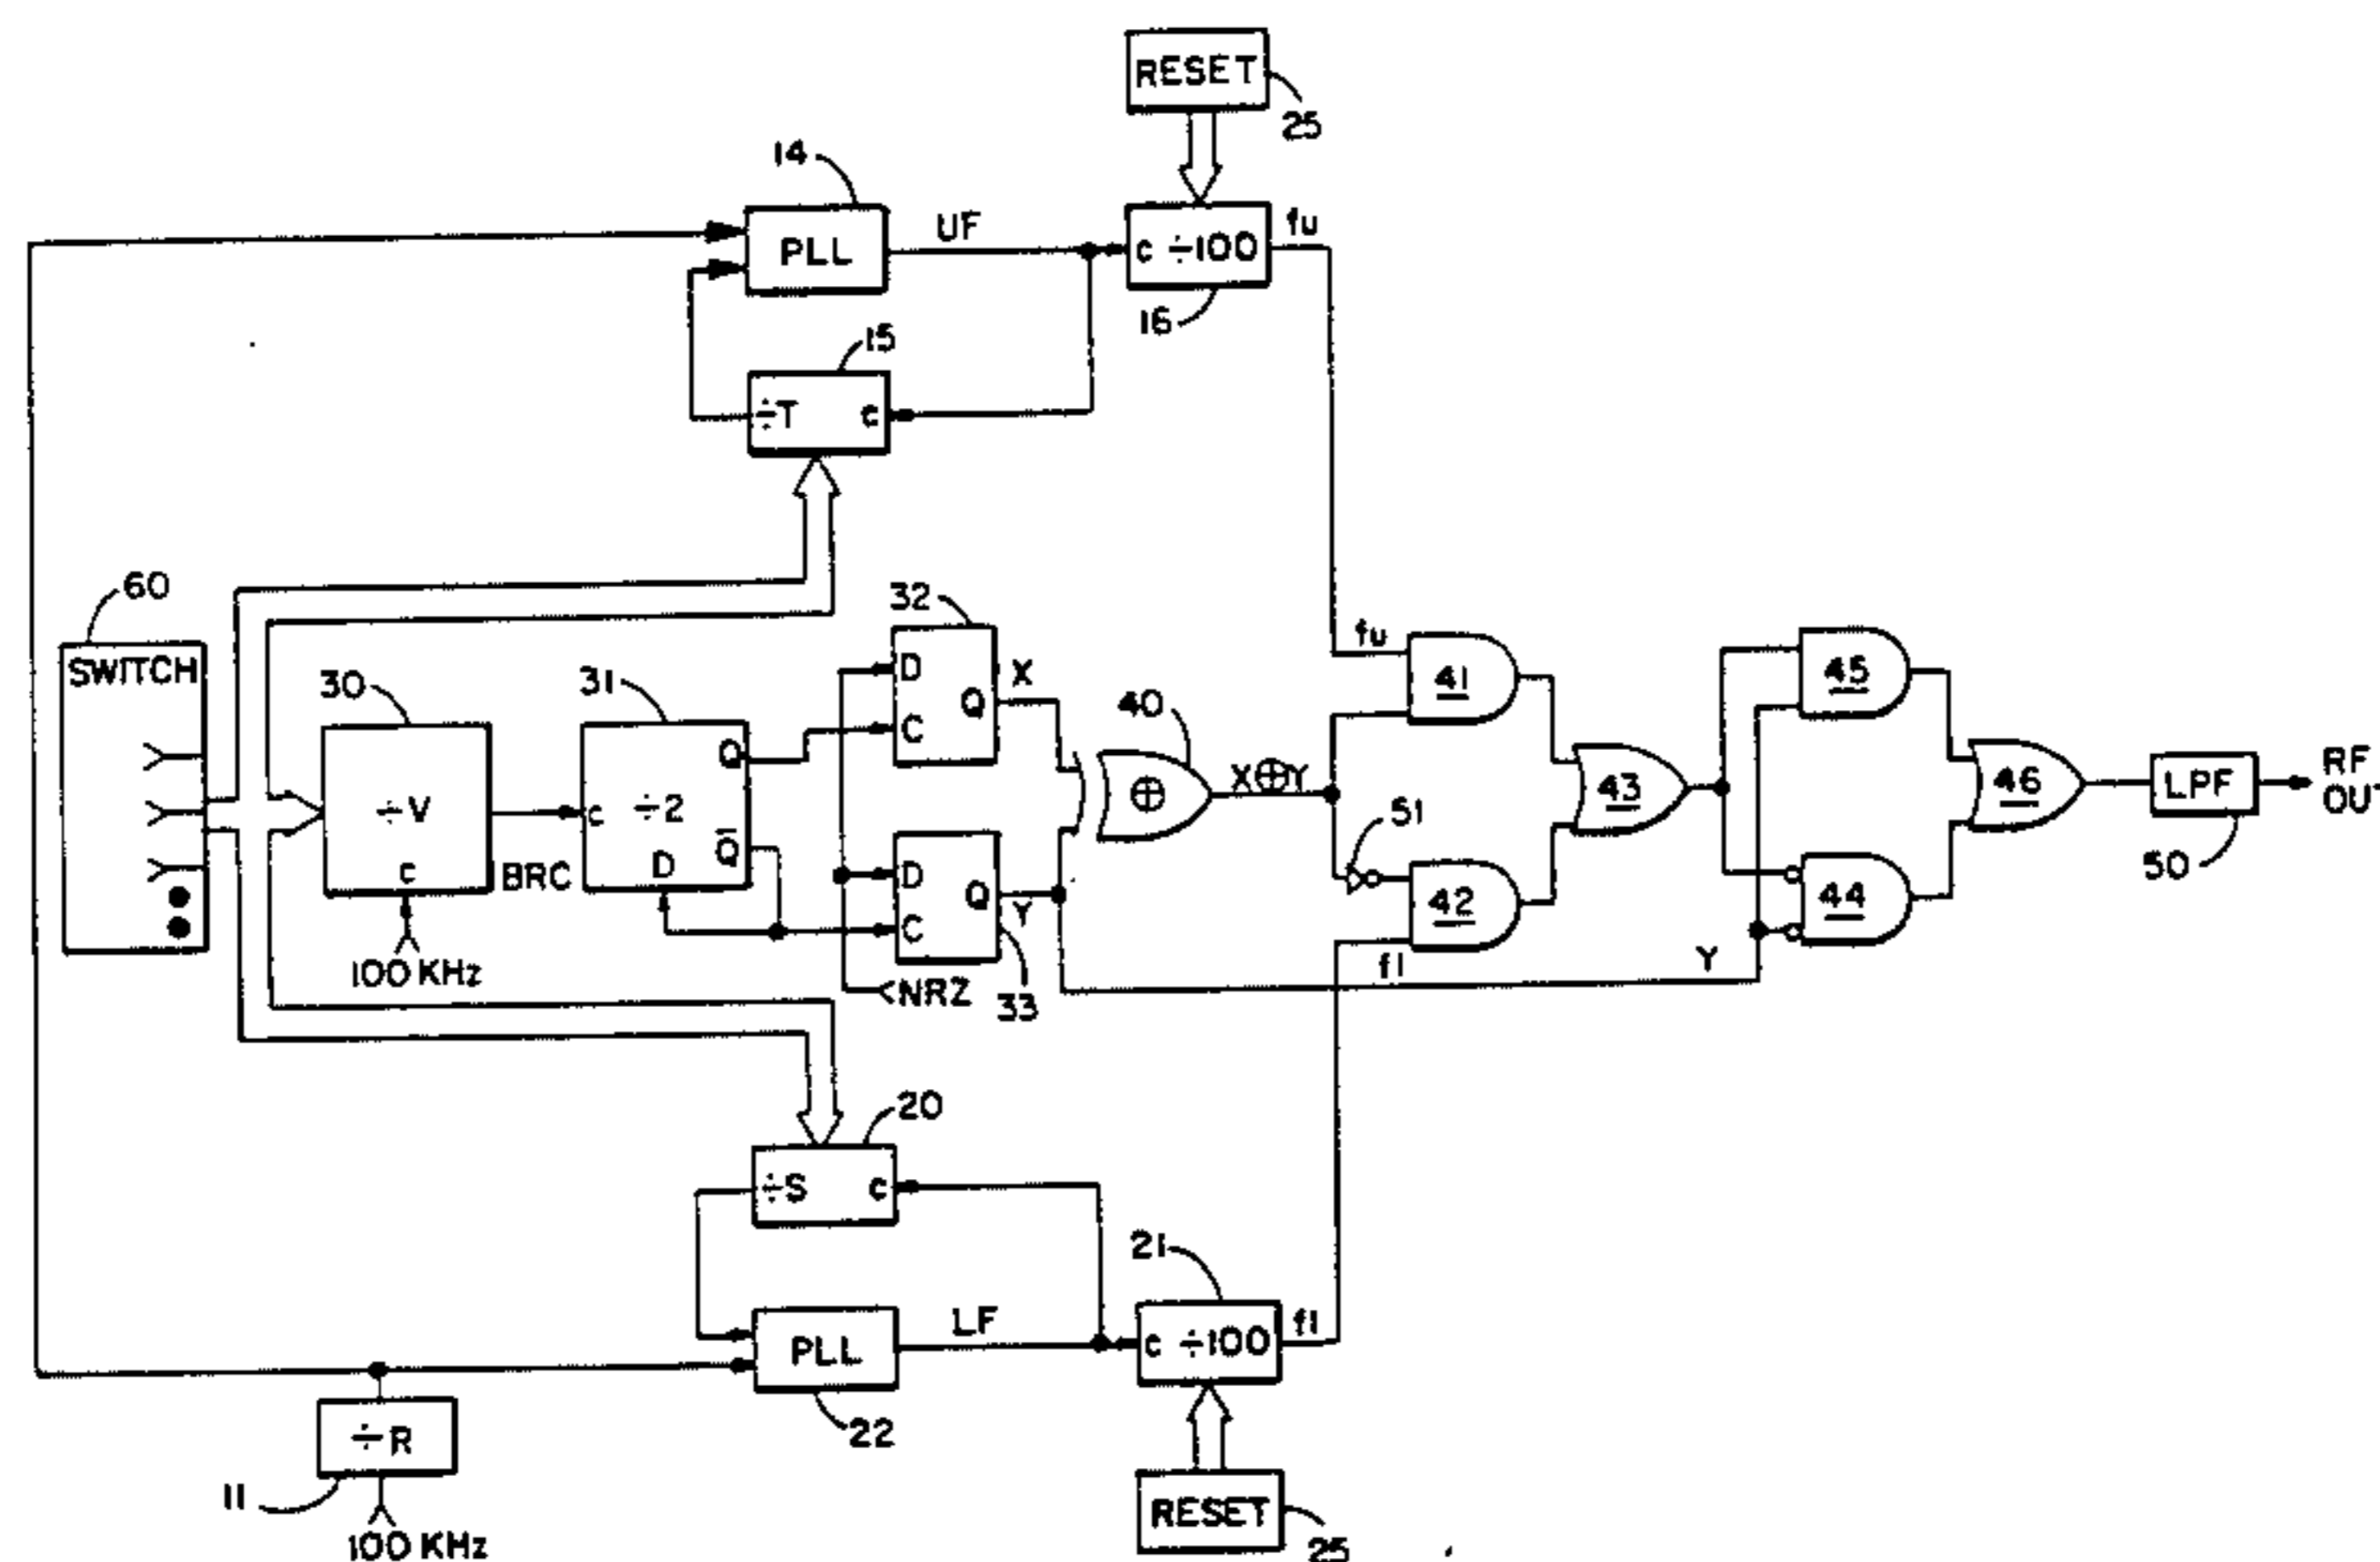 RESET
25
14
PLL
UF
c ÷100
fu
16
15
÷T c
60
SWITCH
30
÷V
c
100 KHz
BRC
31
Q
c ÷2
D Q̅
32
D
C
Q
X
D
C
Q
Y
33
<NRZ
40
⊕
X⊕Y
fu
41
51
42
fl
43
Y
45
44
46
LPF
50
RF
OUT
20
÷S c
21
PLL
LF
c ÷100
fl
22
÷R
11
100 KHz
RESET
25